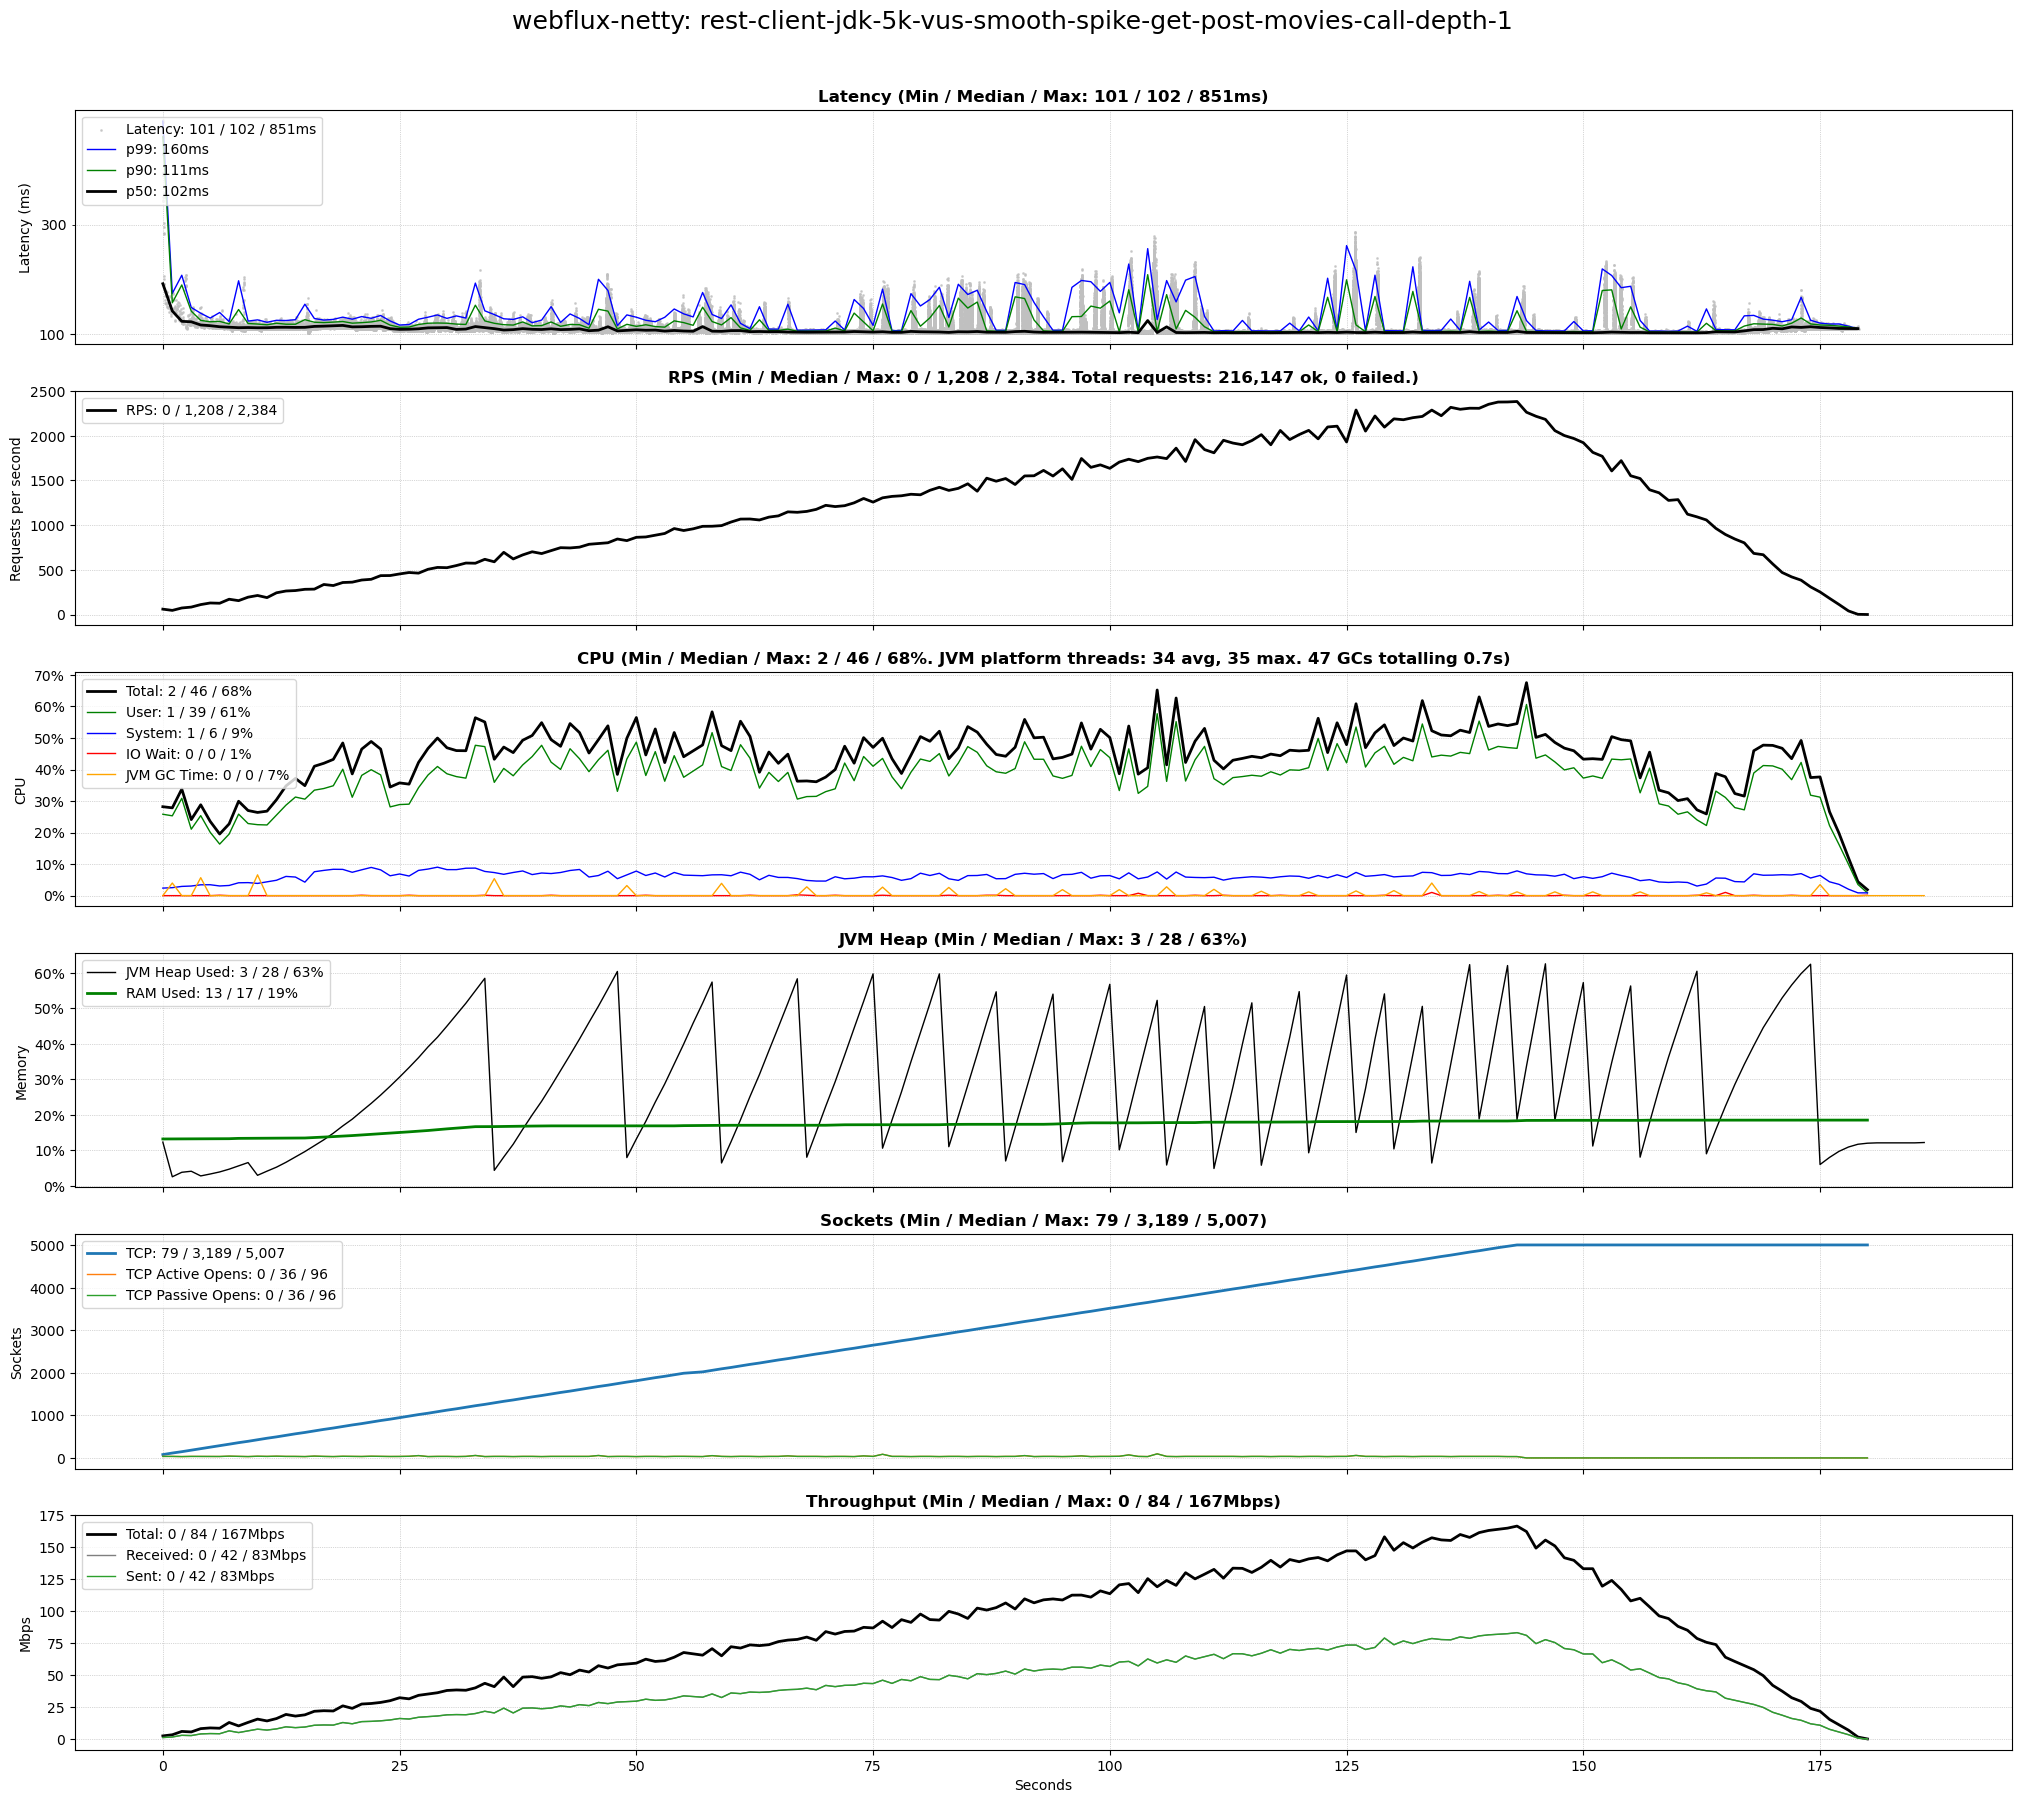 webflux-netty: rest-client-jdk-5k-vus-smooth-spike-get-post-movies-call-depth-1
Latency (Min / Median / Max: 101 / 102 / 851ms)
Latency: 101 / 102 / 851ms
p99: 160ms
p90: 111ms
p50: 102ms
Latency (ms)
300
100
RPS (Min / Median / Max: 0 / 1,208 / 2,384. Total requests: 216,147 ok, 0 failed.)
RPS: 0 / 1,208 / 2,384
Requests per second
2500
2000
1500
1000
500
0
CPU (Min / Median / Max: 2 / 46 / 68%. JVM platform threads: 34 avg, 35 max. 47 GCs totalling 0.7s)
Total: 2 / 46 / 68%
User: 1 / 39 / 61%
System: 1 / 6 / 9%
IO Wait: 0 / 0 / 1%
JVM GC Time: 0 / 0 / 7%
CPU
70%
60%
50%
40%
30%
20%
10%
0%
JVM Heap (Min / Median / Max: 3 / 28 / 63%)
JVM Heap Used: 3 / 28 / 63%
RAM Used: 13 / 17 / 19%
Memory
60%
50%
40%
30%
20%
10%
0%
Sockets (Min / Median / Max: 79 / 3,189 / 5,007)
TCP: 79 / 3,189 / 5,007
TCP Active Opens: 0 / 36 / 96
TCP Passive Opens: 0 / 36 / 96
Sockets
5000
4000
3000
2000
1000
0
Throughput (Min / Median / Max: 0 / 84 / 167Mbps)
Total: 0 / 84 / 167Mbps
Received: 0 / 42 / 83Mbps
Sent: 0 / 42 / 83Mbps
Mbps
175
150
125
100
75
50
25
0
0 25 50 75 100 125 150 175
Seconds